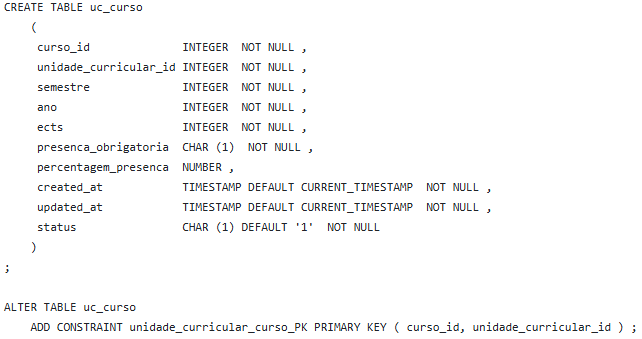 CREATE TABLE uc_curso
(
curso_id INTEGER NOT NULL ,
unidade_curricular_id INTEGER NOT NULL ,
semestre INTEGER NOT NULL ,
ano INTEGER NOT NULL ,
ects INTEGER NOT NULL ,
presenca_obrigatoria CHAR (1) NOT NULL ,
percentagem_presenca NUMBER ,
created_at TIMESTAMP DEFAULT CURRENT_TIMESTAMP NOT NULL ,
updated_at TIMESTAMP DEFAULT CURRENT_TIMESTAMP NOT NULL ,
status CHAR (1) DEFAULT '1' NOT NULL
)
;
ALTER TABLE uc_curso
ADD CONSTRAINT unidade_curricular_curso_PK PRIMARY KEY ( curso_id, unidade_curricular_id ) ;